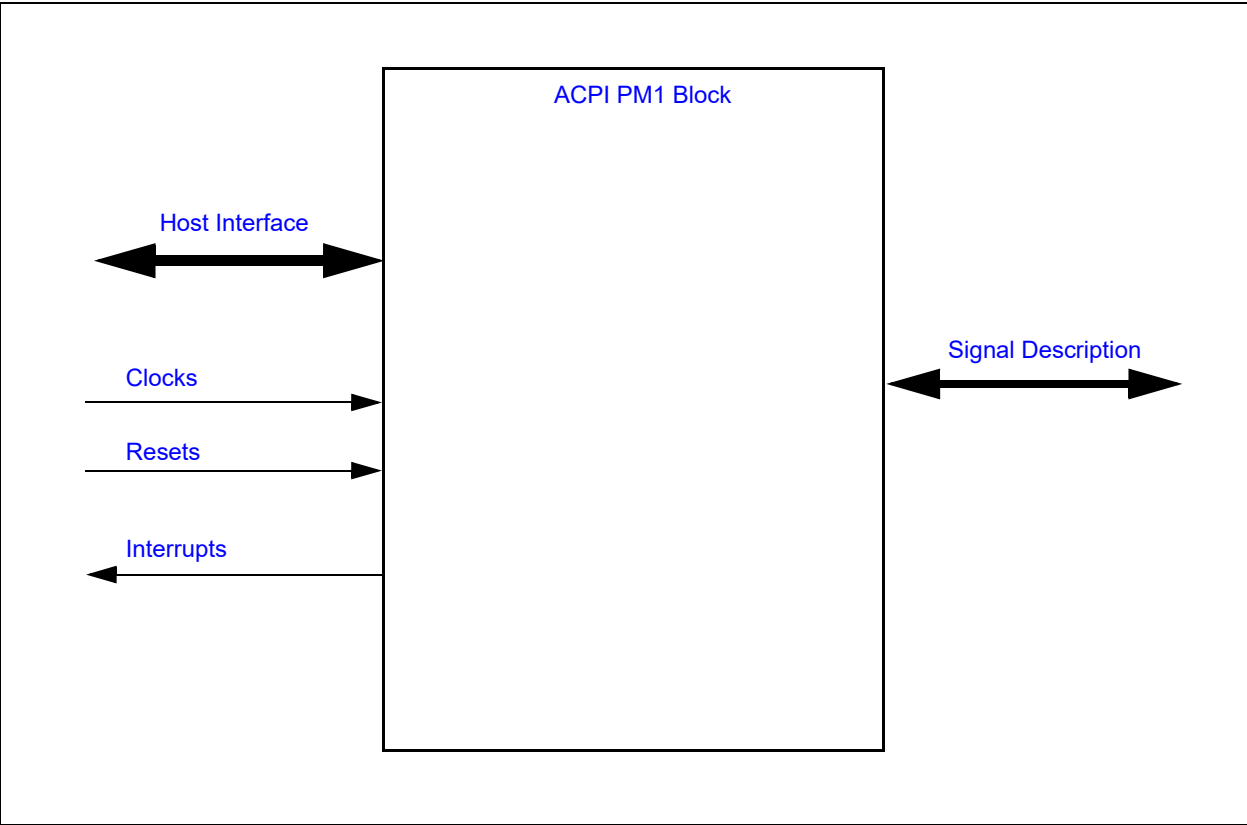 ACPI PM1 Block
Host Interface
Signal Description
Clocks
Resets
Interrupts